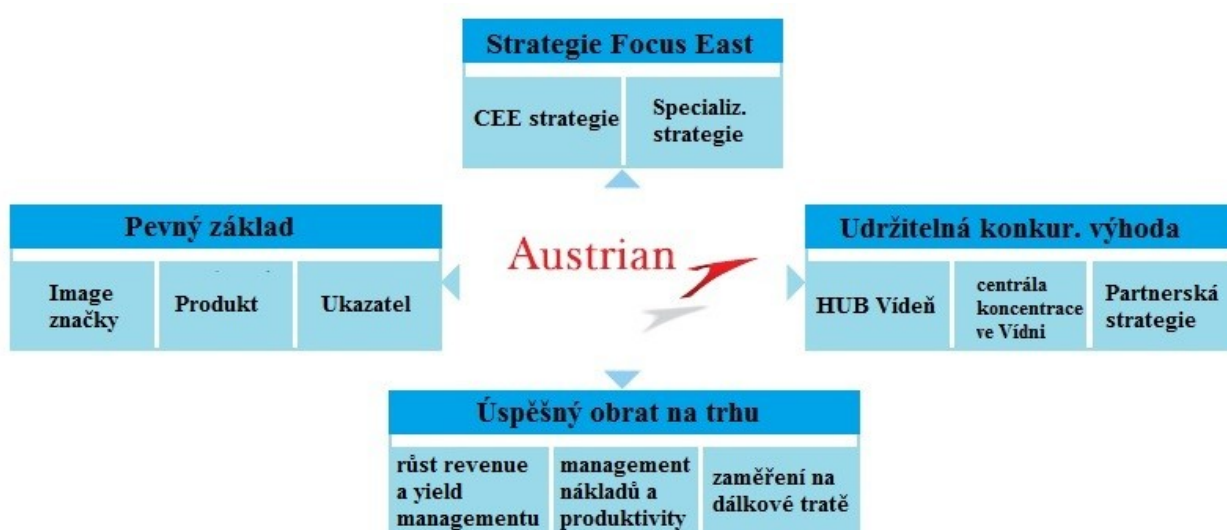 Strategie Focus East
CEE strategie
Specializ.
strategie
Pevný základ
Image
značky
Produkt
Ukazatel
Austrian
Udržitelná konkur. výhoda
HUB Vídeň
centrála
koncentrace
ve Vídni
Partnerská
strategie
Úspěšný obrat na trhu
růst revenue
a yield
managementu
management
nákladů a
produktivity
zaměření na
dálkové tratě